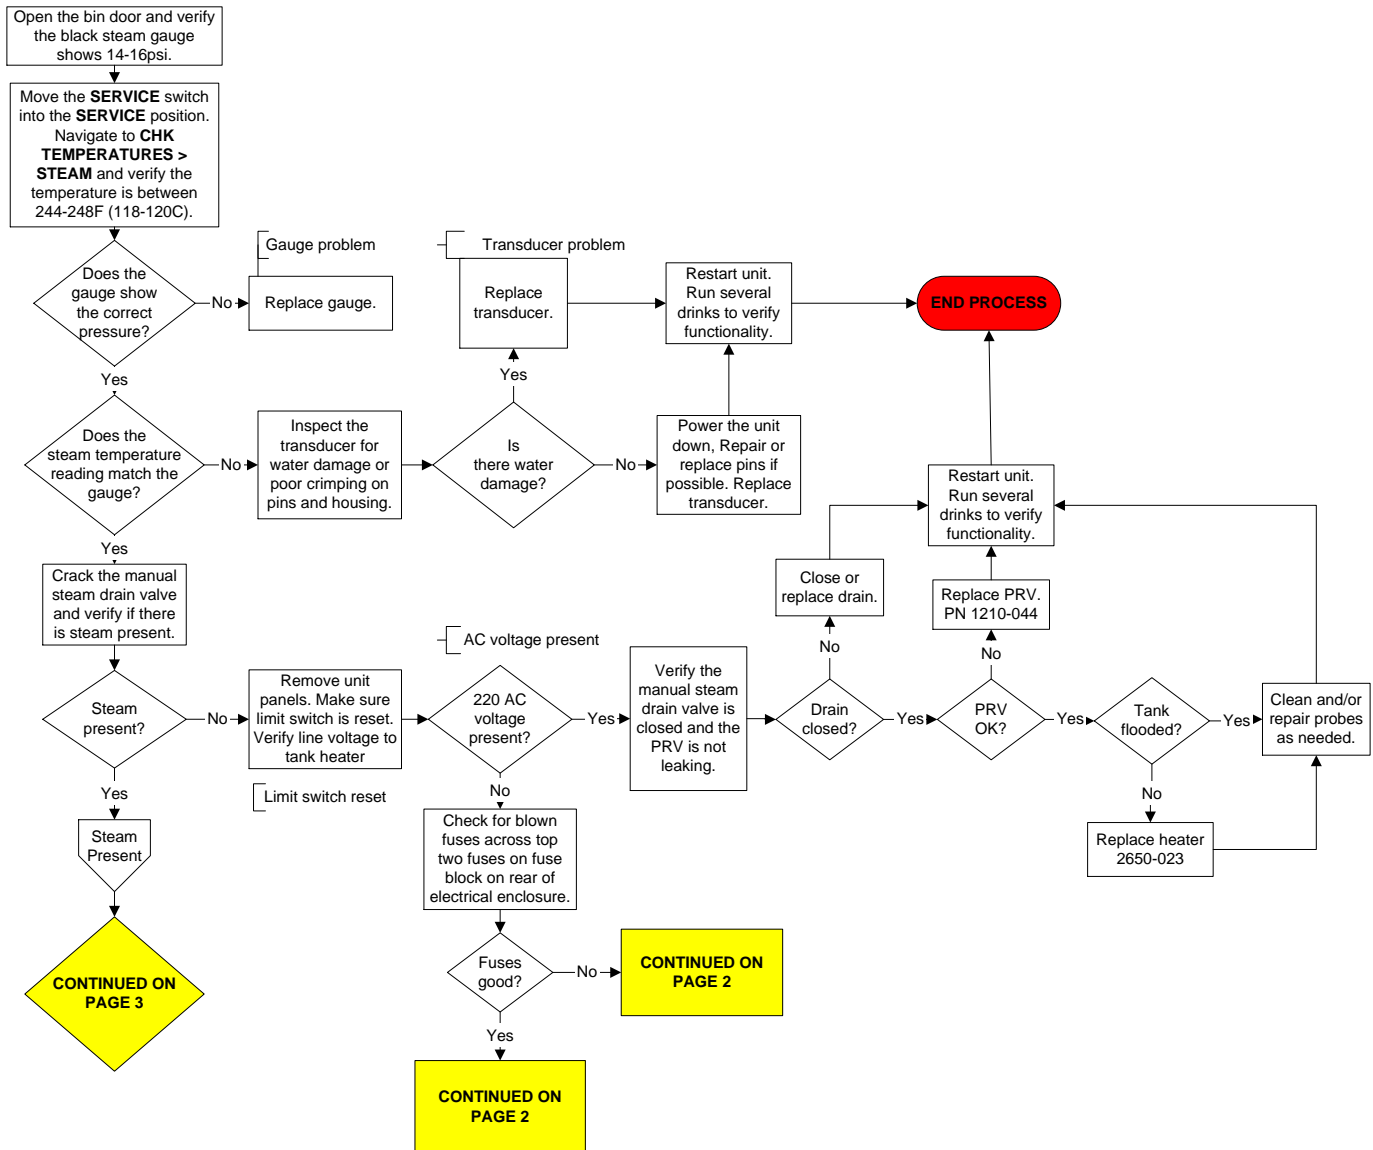 Open the bin door and verify
the black steam gauge
shows 14-16psi.
Move the SERVICE switch
into the SERVICE position.
Navigate to CHK
TEMPERATURES >
STEAM and verify the
temperature is between
244-248F (118-120C).
Does the
gauge show
the correct
pressure?
No
Gauge problem
Replace gauge.
Yes
Does the
steam temperature
reading match the
gauge?
No
Inspect the
transducer for
water damage or
poor crimping on
pins and housing.
Is
there water
damage?
Yes
Transducer problem
Replace
transducer.
No
Power the unit
down, Repair or
replace pins if
possible. Replace
transducer.
Restart unit.
Run several
drinks to verify
functionality.
END PROCESS
Yes
Crack the manual
steam drain valve
and verify if there
is steam present.
Steam
present?
No
Remove unit
panels. Make sure
limit switch is reset.
Verify line voltage to
tank heater
Limit switch reset
AC voltage present
220 AC
voltage
present?
Yes
Verify the
manual steam
drain valve is
closed and the
PRV is not
leaking.
Drain
closed?
No
Close or
replace drain.
Yes
PRV
OK?
No
Replace PRV.
PN 1210-044
Restart unit.
Run several
drinks to verify
functionality.
Yes
Tank
flooded?
Yes
Clean and/or
repair probes
as needed.
No
Replace heater
2650-023
Yes
Steam
Present
CONTINUED ON
PAGE 3
No
Check for blown
fuses across top
two fuses on fuse
block on rear of
electrical enclosure.
Fuses
good?
No
CONTINUED ON
PAGE 2
Yes
CONTINUED ON
PAGE 2